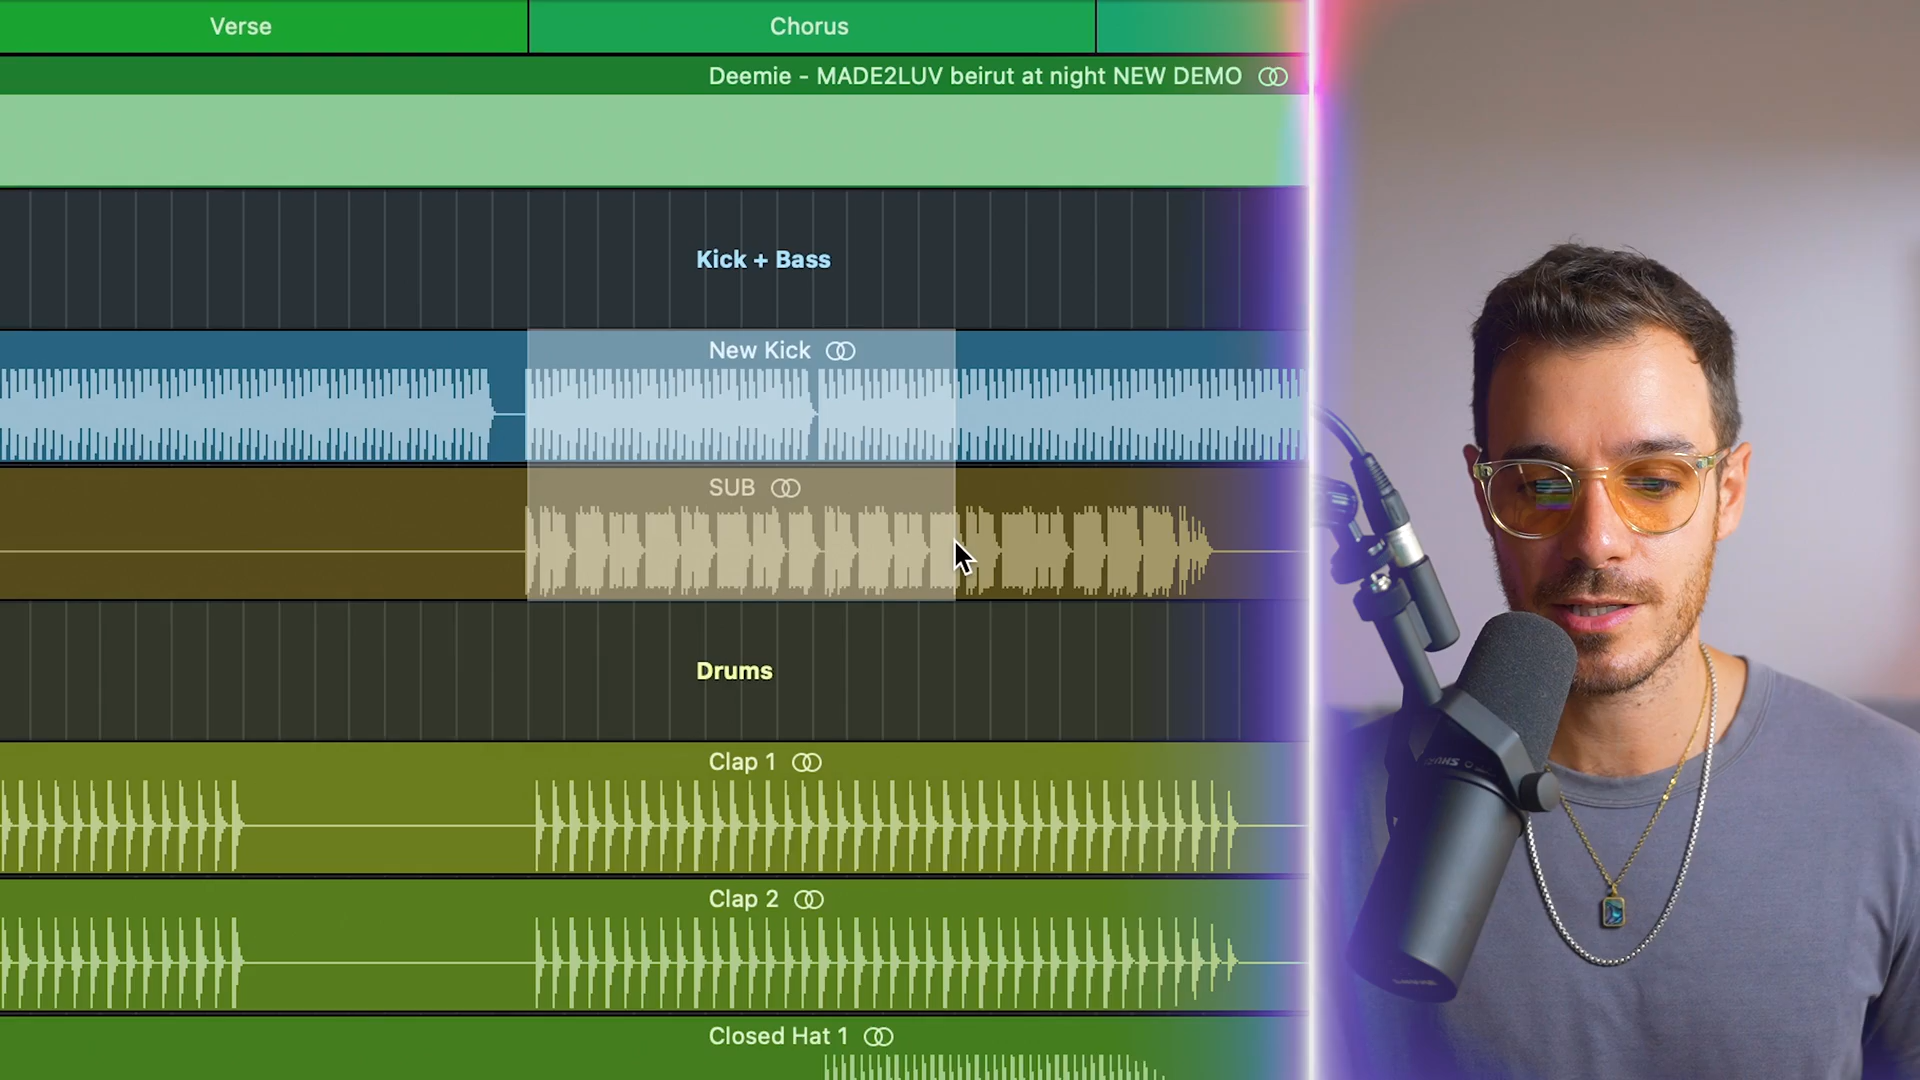 Verse
Chorus
Deemie - MADE2LUV beirut at night NEW DEMO
Kick + Bass
New Kick
SUB
Drums
Clap 1
Clap 2
Closed Hat 1
SHURE